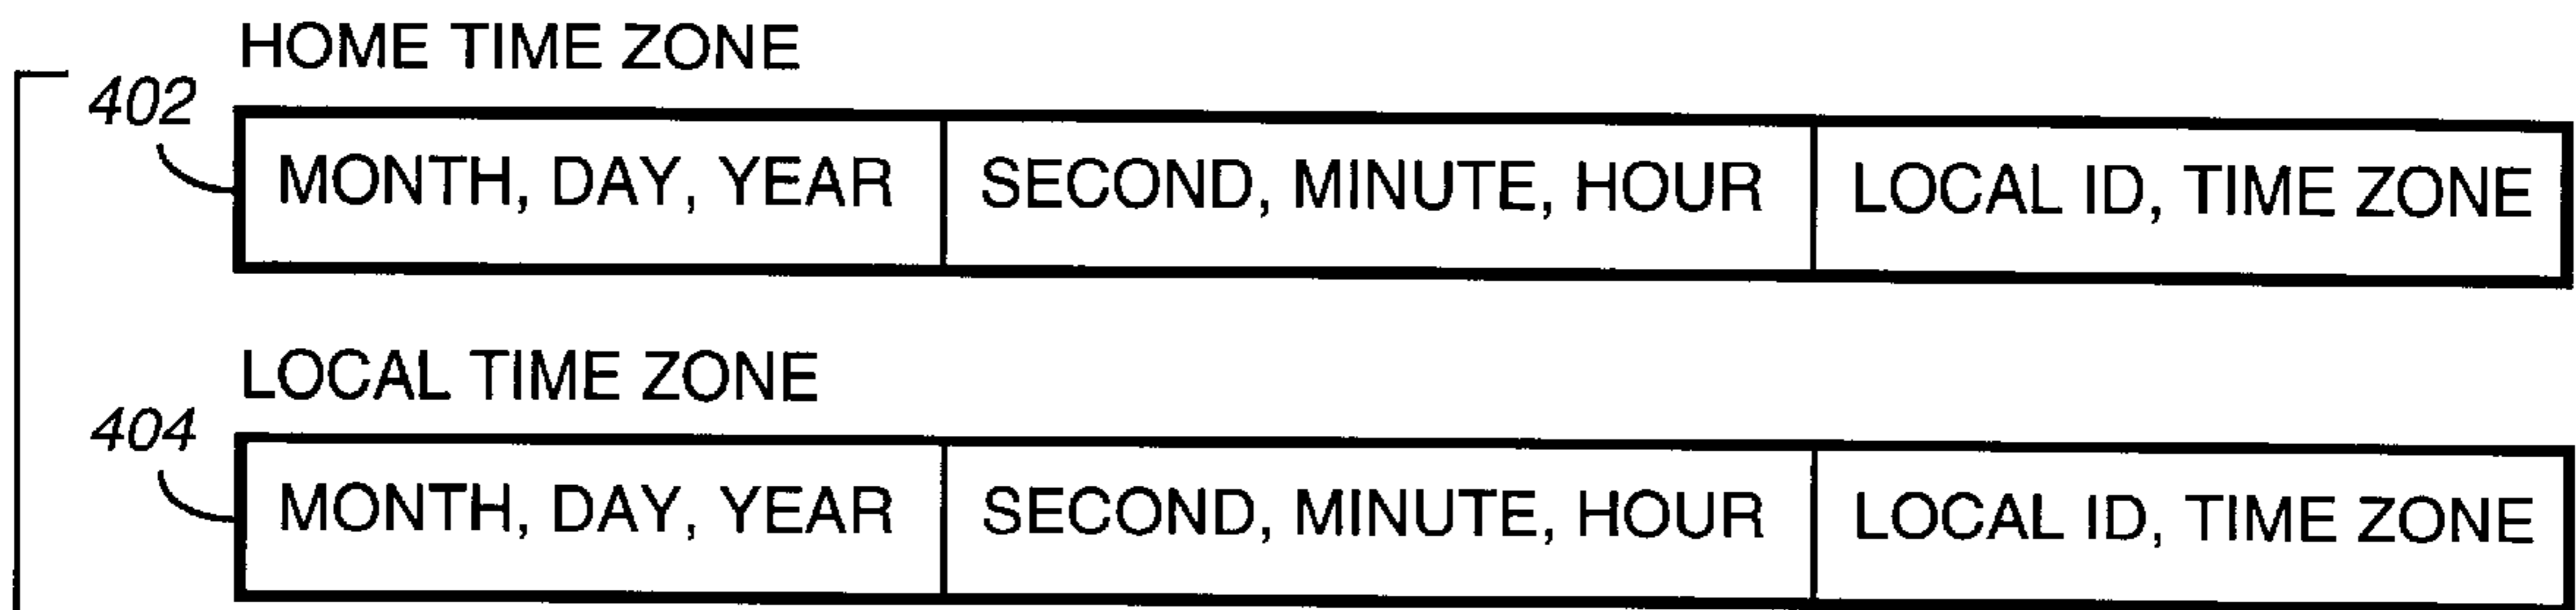 HOME TIME ZONE
402
MONTH, DAY, YEAR SECOND, MINUTE, HOUR LOCAL ID, TIME ZONE
LOCAL TIME ZONE
404
MONTH, DAY, YEAR SECOND, MINUTE, HOUR LOCAL ID, TIME ZONE